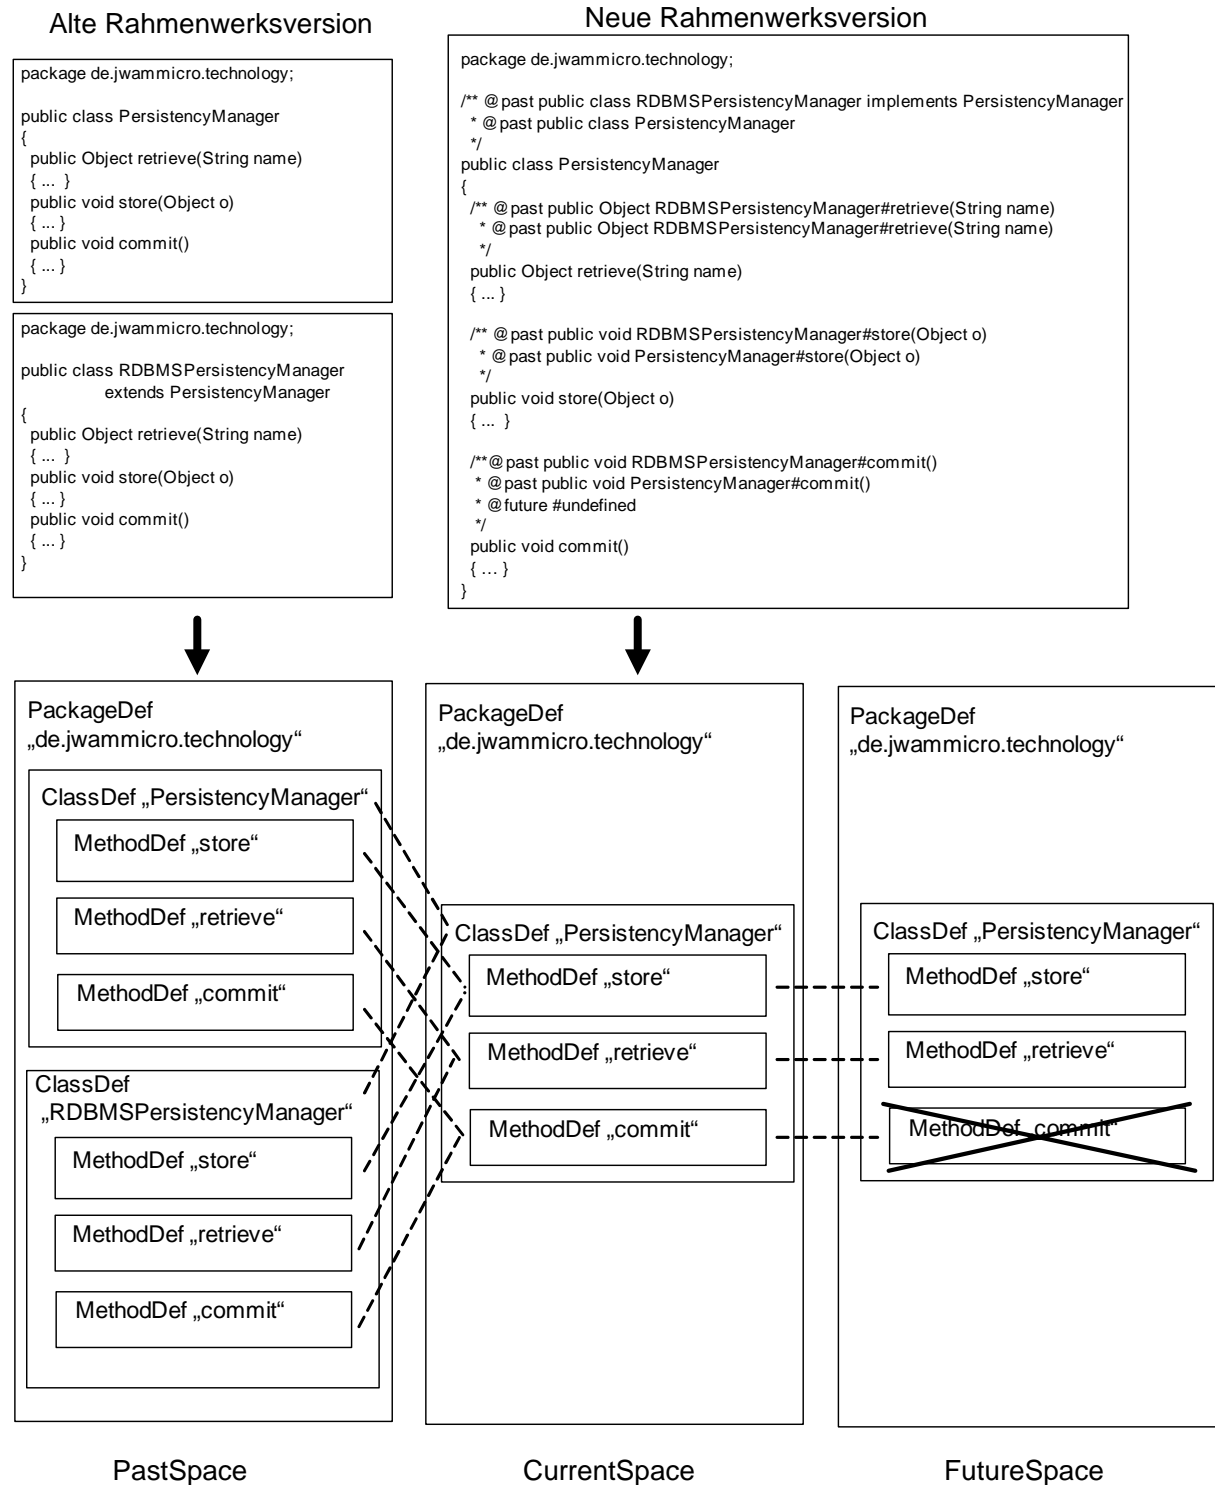 Alte Rahmenwerksversion
package de.jwammicro.technology;
public class PersistencyManager
{
public Object retrieve(String name)
{ ... }
public void store(Object o)
{ ... }
public void commit()
{ ... }
}
package de.jwammicro.technology;
public class RDBMSPersistencyManager
extends PersistencyManager
{
public Object retrieve(String name)
{ ... }
public void store(Object o)
{ ... }
public void commit()
{ ... }
}
Neue Rahmenwerksversion
package de.jwammicro.technology;
/** @past public class RDBMSPersistencyManager implements PersistencyManager
* @past public class PersistencyManager
*/
public class PersistencyManager
{
/** @past public Object RDBMSPersistencyManager#retrieve(String name)
* @past public Object RDBMSPersistencyManager#retrieve(String name)
*/
public Object retrieve(String name)
{ ... }
/** @past public void RDBMSPersistencyManager#store(Object o)
* @past public void PersistencyManager#store(Object o)
*/
public void store(Object o)
{ ... }
/**@past public void RDBMSPersistencyManager#commit()
* @past public void PersistencyManager#commit()
* @future #undefined
*/
public void commit()
{ ... }
}
PackageDef
„de.jwammicro.technology“
ClassDef „PersistencyManager“
MethodDef „store“
MethodDef „retrieve“
MethodDef „commit“
ClassDef
„RDBMSPersistencyManager“
MethodDef „store“
MethodDef „retrieve“
MethodDef „commit“
PastSpace
PackageDef
„de.jwammicro.technology“
ClassDef „PersistencyManager“
MethodDef „store“
MethodDef „retrieve“
MethodDef „commit“
CurrentSpace
PackageDef
„de.jwammicro.technology“
ClassDef „PersistencyManager“
MethodDef „store“
MethodDef „retrieve“
MethodDef „commit“
FutureSpace